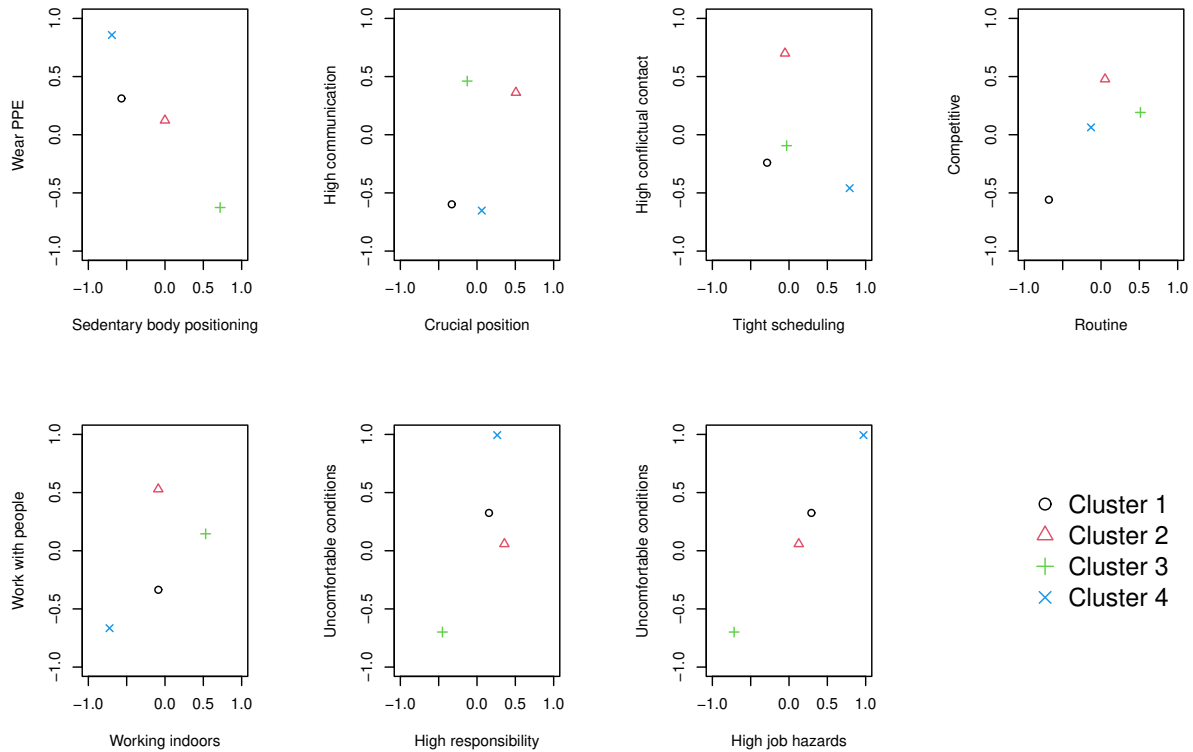 Wear PPE
1.0
0.5
0.0
−0.5
−1.0
−1.0 0.0 0.5 1.0
Sedentary body positioning
High communication
1.0
0.5
0.0
−0.5
−1.0
−1.0 0.0 0.5 1.0
Crucial position
High conflictual contact
1.0
0.5
0.0
−0.5
−1.0
−1.0 0.0 0.5 1.0
Tight scheduling
Competitive
1.0
0.5
0.0
−0.5
−1.0
−1.0 0.0 0.5 1.0
Routine
Work with people
1.0
0.5
0.0
−0.5
−1.0
−1.0 0.0 0.5 1.0
Working indoors
Uncomfortable conditions
1.0
0.5
0.0
−0.5
−1.0
−1.0 0.0 0.5 1.0
High responsibility
Uncomfortable conditions
1.0
0.5
0.0
−0.5
−1.0
−1.0 0.0 0.5 1.0
High job hazards
Cluster 1
Cluster 2
Cluster 3
Cluster 4